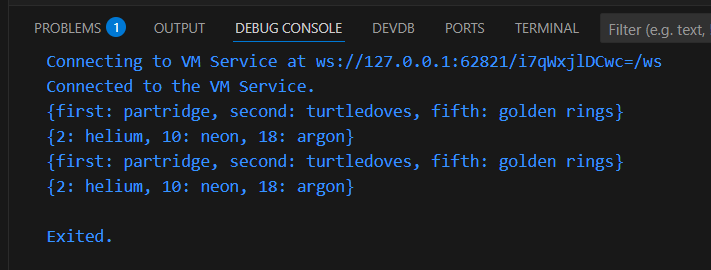 PROBLEMS 1 OUTPUT DEBUG CONSOLE DEVDB PORTS TERMINAL Filter (e.g. text,
Connecting to VM Service at ws://127.0.0.1:62821/i7qWxjlDCwc=/ws
Connected to the VM Service.
{first: partridge, second: turtledoves, fifth: golden rings}
{2: helium, 10: neon, 18: argon}
{first: partridge, second: turtledoves, fifth: golden rings}
{2: helium, 10: neon, 18: argon}
Exited.